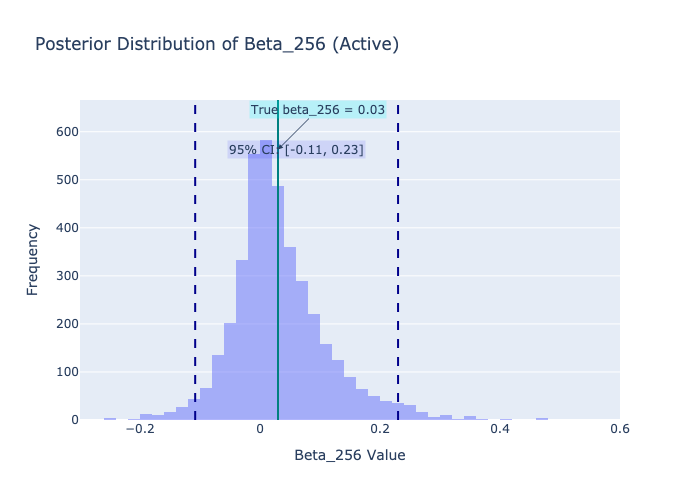 Posterior Distribution of Beta_256 (Active)
True beta_256 = 0.03
95% CI: [-0.11, 0.23]
600
500
400
300
200
100
0
Frequency
−0.2 0 0.2 0.4 0.6
Beta_256 Value